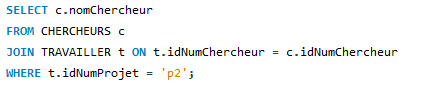 SELECT c.nomChercheur
FROM CHERCHEURS c
JOIN TRAVAILLER t ON t.idNumChercheur = c.idNumChercheur
WHERE t.idNumProjet = 'p2';